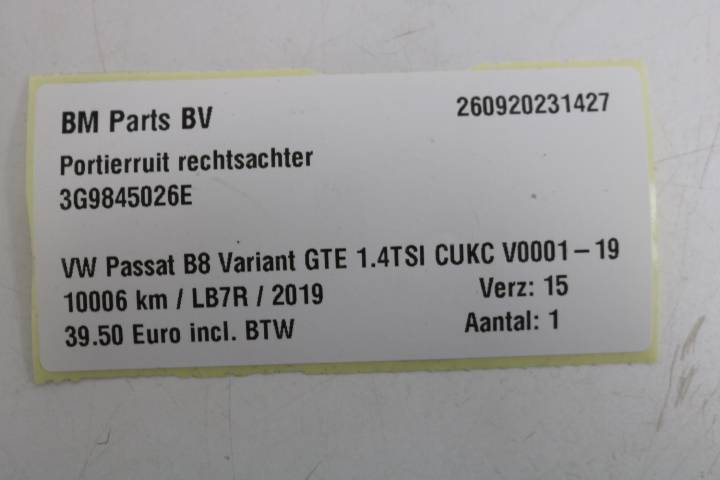 BM Parts BV 260920231427
Portierruit rechtsachter
3G9845026E
VW Passat B8 Variant GTE 1.4TSI CUKC V0001-19
10006 km / LB7R / 2019 Verz: 15
39.50 Euro incl. BTW Aantal: 1